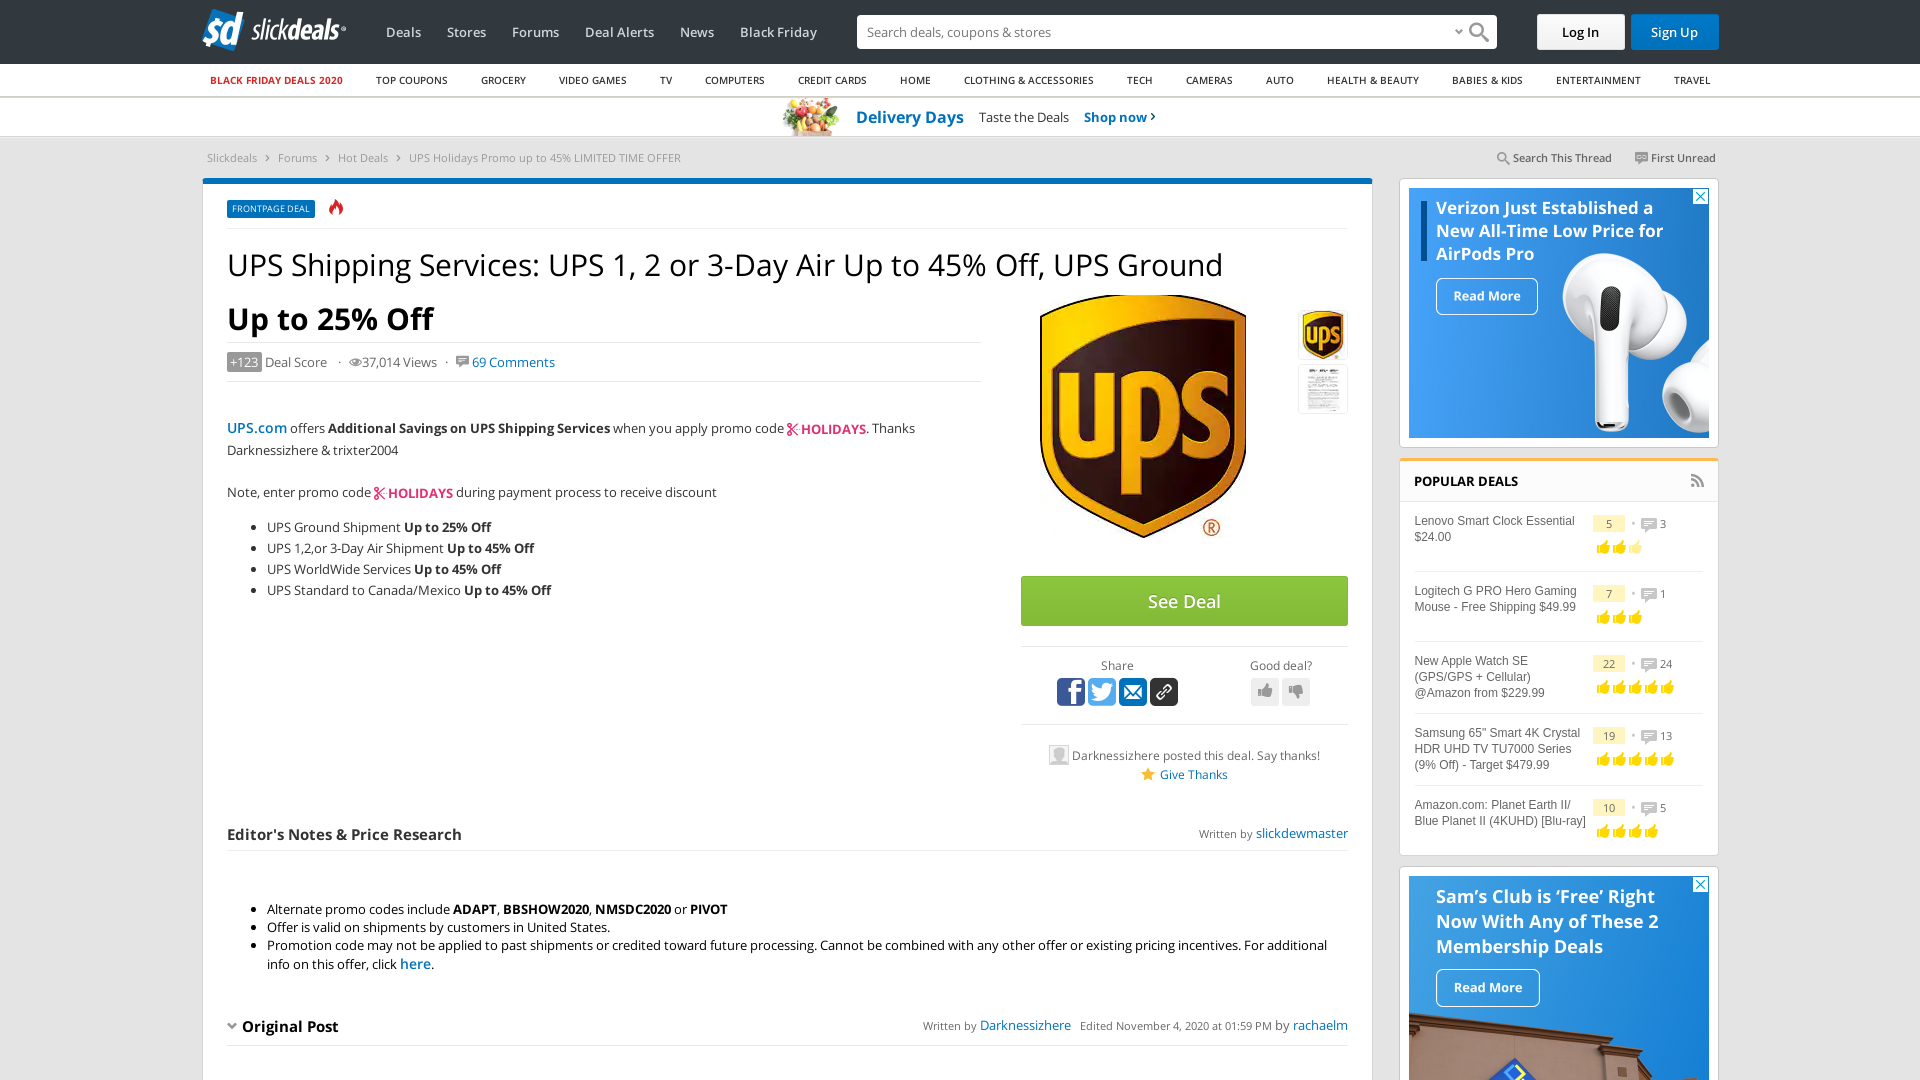 sd slickdeals
Deals Stores Forums Deal Alerts News Black Friday
Search deals, coupons & stores
Log In Sign Up
BLACK FRIDAY DEALS 2020 TOP COUPONS GROCERY VIDEO GAMES TV COMPUTERS CREDIT CARDS HOME CLOTHING & ACCESSORIES TECH CAMERAS AUTO HEALTH & BEAUTY BABIES & KIDS ENTERTAINMENT TRAVEL
Delivery Days Taste the Deals Shop now ›
Slickdeals › Forums › Hot Deals › UPS Holidays Promo up to 45% LIMITED TIME OFFER
Search This Thread First Unread
FRONTPAGE DEAL
UPS Shipping Services: UPS 1, 2 or 3-Day Air Up to 45% Off, UPS Ground
Up to 25% Off
+123 Deal Score · 37,014 Views · 69 Comments
UPS.com offers Additional Savings on UPS Shipping Services when you apply promo code HOLIDAYS. Thanks
Darknessizhere & trixter2004
Note, enter promo code HOLIDAYS during payment process to receive discount
• UPS Ground Shipment Up to 25% Off
• UPS 1,2,or 3-Day Air Shipment Up to 45% Off
• UPS WorldWide Services Up to 45% Off
• UPS Standard to Canada/Mexico Up to 45% Off
ups
®
ups
See Deal
Share Good deal?
Darknessizhere posted this deal. Say thanks!
Give Thanks
Editor's Notes & Price Research
Written by slickdewmaster
• Alternate promo codes include ADAPT, BBSHOW2020, NMSDC2020 or PIVOT
• Offer is valid on shipments by customers in United States.
• Promotion code may not be applied to past shipments or credited toward future processing. Cannot be combined with any other offer or existing pricing incentives. For additional
info on this offer, click here.
Original Post
Written by Darknessizhere Edited November 4, 2020 at 01:59 PM by rachaelm
Verizon Just Established a
New All-Time Low Price for
AirPods Pro
Read More
POPULAR DEALS
Lenovo Smart Clock Essential
$24.00
5 • 3
Logitech G PRO Hero Gaming
Mouse - Free Shipping $49.99
7 • 1
New Apple Watch SE
(GPS/GPS + Cellular)
@Amazon from $229.99
22 • 24
Samsung 65" Smart 4K Crystal
HDR UHD TV TU7000 Series
(9% Off) - Target $479.99
19 • 13
Amazon.com: Planet Earth II/
Blue Planet II (4KUHD) [Blu-ray]
10 • 5
Sam's Club is ‘Free’ Right
Now With Any of These 2
Membership Deals
Read More